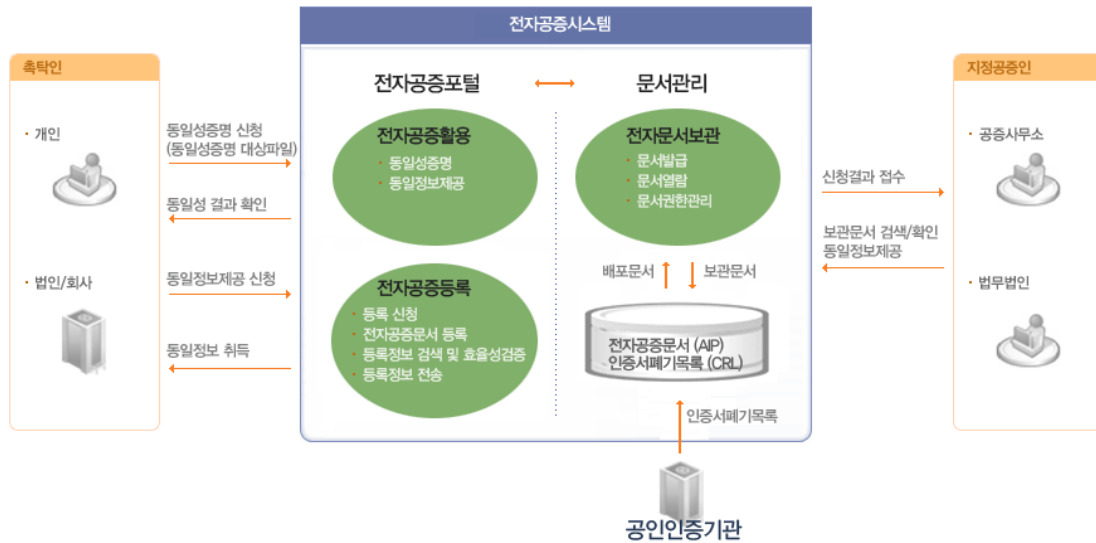 전자공증시스템
촉탁인
· 개인
· 법인/회사
동일성증명 신청
(동일성증명 대상파일)
동일성 결과 확인
동일정보제공 신청
동일정보 취득
전자공증포털
문서관리
전자공증활용
· 동일성증명
· 동일정보제공
전자공증등록
· 등록 신청
· 전자공증문서 등록
· 등록정보 검색 및 효율성검증
· 등록정보 전송
전자문서보관
· 문서발급
· 문서열람
· 문서권한관리
배포문서
보관문서
전자공증문서 (AIP)
인증서폐기목록 (CRL)
인증서폐기목록
공인인증기관
신청결과 접수
보관문서 검색/확인
동일정보제공
지정공증인
· 공증사무소
· 법무법인